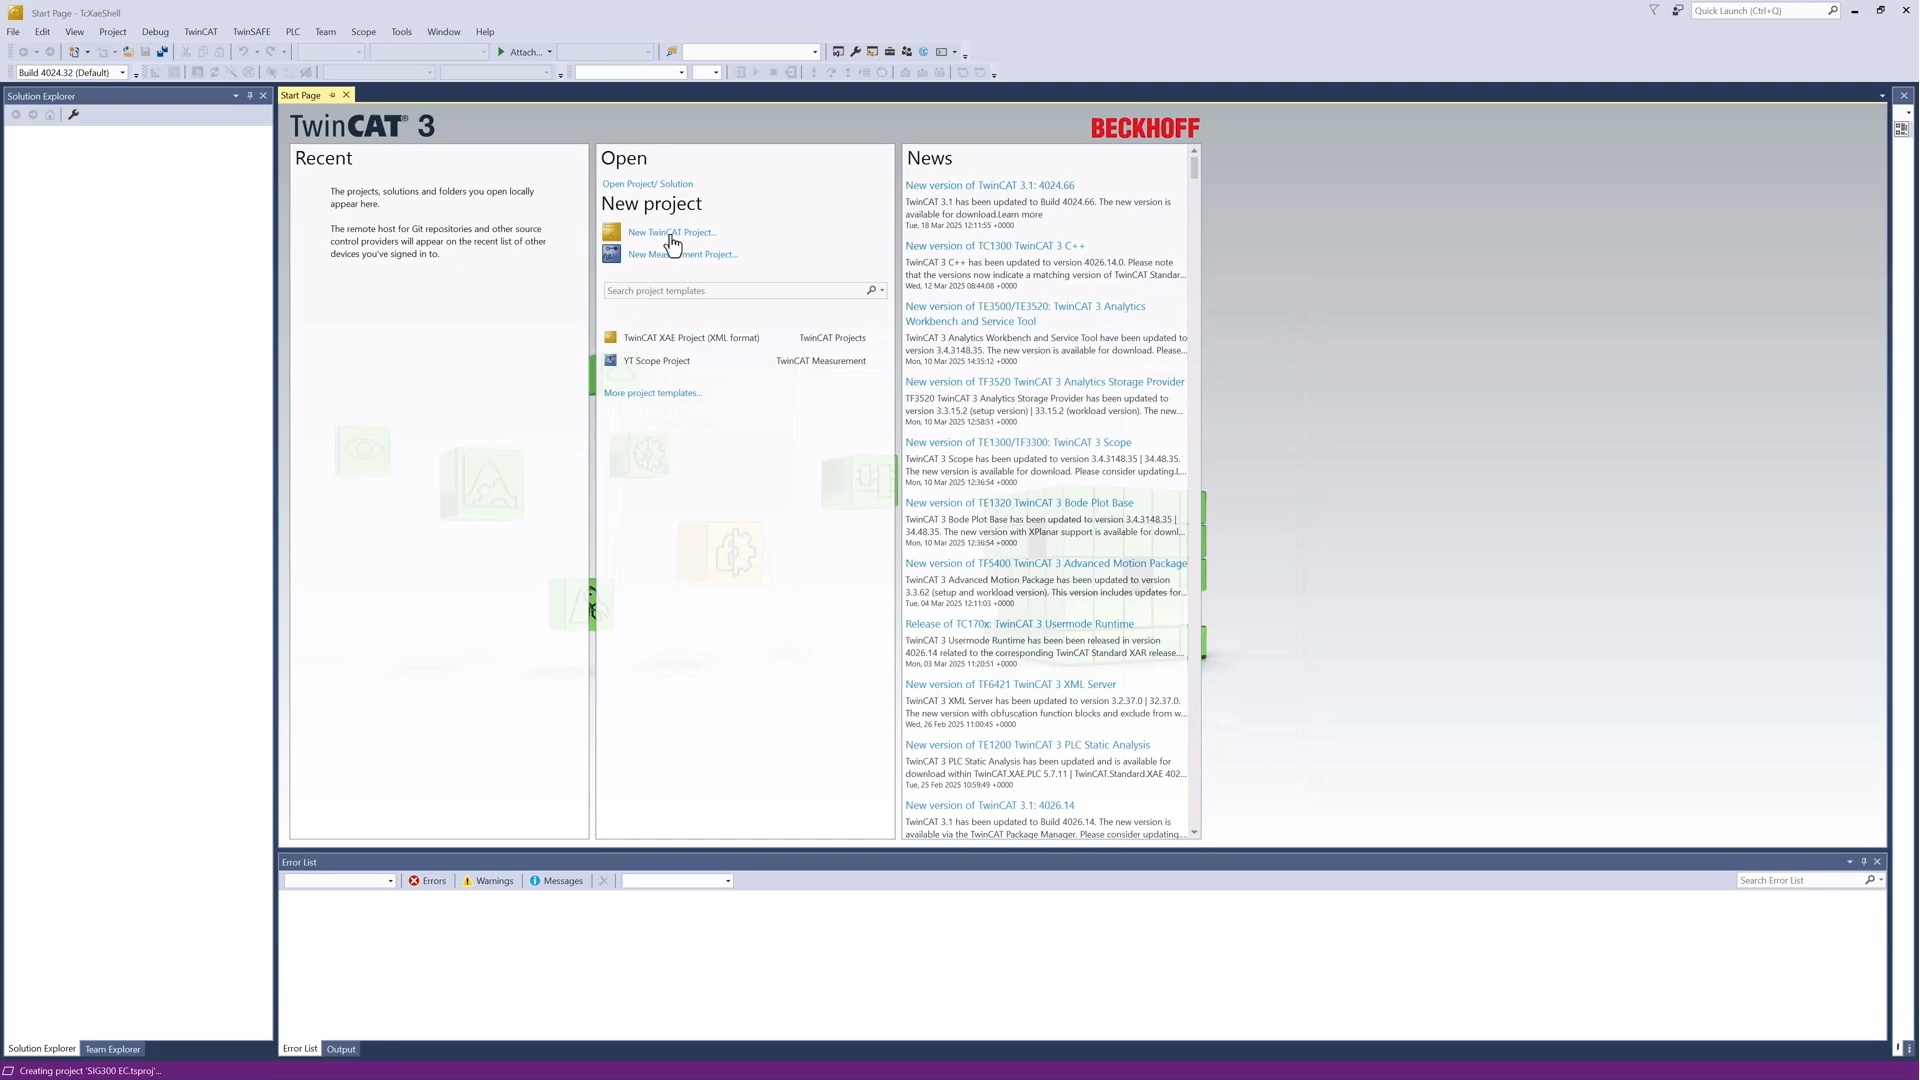 Start Page - TcXaeShell
Quick Launch (Ctrl+Q)
File Edit View Project Debug TwinCAT TwinSAFE PLC Team Scope Tools Window Help
Attach...
Build 4024.32 (Default)
Solution Explorer
Start Page
TwinCAT® 3
BECKHOFF
Recent
The projects, solutions and folders you open locally
appear here.
The remote host for Git repositories and other source
control providers will appear on the recent list of other
devices you've signed in to.
Open
Open Project/ Solution
New project
New TwinCAT Project...
New Measurement Project...
Search project templates
TwinCAT XAE Project (XML format) TwinCAT Projects
YT Scope Project TwinCAT Measurement
More project templates...
News
New version of TwinCAT 3.1: 4024.66
TwinCAT 3.1 has been updated to Build 4024.66. The new version is
available for download.Learn more
Tue, 18 Mar 2025 12:11:55 +0000
New version of TC1300 TwinCAT 3 C++
TwinCAT 3 C++ has been updated to version 4026.14.0. Please note
that the versions now indicate a matching version of TwinCAT Standar...
Wed, 12 Mar 2025 08:44:08 +0000
New version of TE3500/TE3520: TwinCAT 3 Analytics
Workbench and Service Tool
TwinCAT 3 Analytics Workbench and Service Tool have been updated to
version 3.4.3148.35. The new version is available for download. Please...
Mon, 10 Mar 2025 14:35:12 +0000
New version of TF3520 TwinCAT 3 Analytics Storage Provider
TF3520 TwinCAT 3 Analytics Storage Provider has been updated to
version 3.3.15.2 (setup version) | 33.15.2 (workload version). The new...
Mon, 10 Mar 2025 12:58:51 +0000
New version of TE1300/TF3300: TwinCAT 3 Scope
TwinCAT 3 Scope has been updated to version 3.4.3148.35 | 34.48.35.
The new version is available for download. Please consider updating.L...
Mon, 10 Mar 2025 12:36:54 +0000
New version of TE1320 TwinCAT 3 Bode Plot Base
TwinCAT 3 Bode Plot Base has been updated to version 3.4.3148.35 |
34.48.35. The new version with XPlanar support is available for downl...
Mon, 10 Mar 2025 12:36:54 +0000
New version of TF5400 TwinCAT 3 Advanced Motion Package
TwinCAT 3 Advanced Motion Package has been updated to version
3.3.62 (setup and workload version). This version includes updates for...
Tue, 04 Mar 2025 12:11:03 +0000
Release of TC170x: TwinCAT 3 Usermode Runtime
TwinCAT 3 Usermode Runtime has been been released in version
4026.14 related to the corresponding TwinCAT Standard XAR release....
Mon, 03 Mar 2025 11:20:51 +0000
New version of TF6421 TwinCAT 3 XML Server
TwinCAT 3 XML Server has been updated to version 3.2.37.0 | 32.37.0.
The new version with obfuscation function blocks and exclude from w...
Wed, 26 Feb 2025 11:00:45 +0000
New version of TE1200 TwinCAT 3 PLC Static Analysis
TwinCAT 3 PLC Static Analysis has been updated and is available for
download within TwinCAT.XAE.PLC 5.7.11 | TwinCAT.Standard.XAE 402...
Tue, 25 Feb 2025 10:59:49 +0000
New version of TwinCAT 3.1: 4026.14
TwinCAT 3.1 has been updated to Build 4026.14. The new version is
available via the TwinCAT Package Manager. Please consider updating....
Error List
Errors Warnings Messages
Search Error List
Solution Explorer Team Explorer
Error List Output
Creating project 'SIG300 EC.tsproj'...